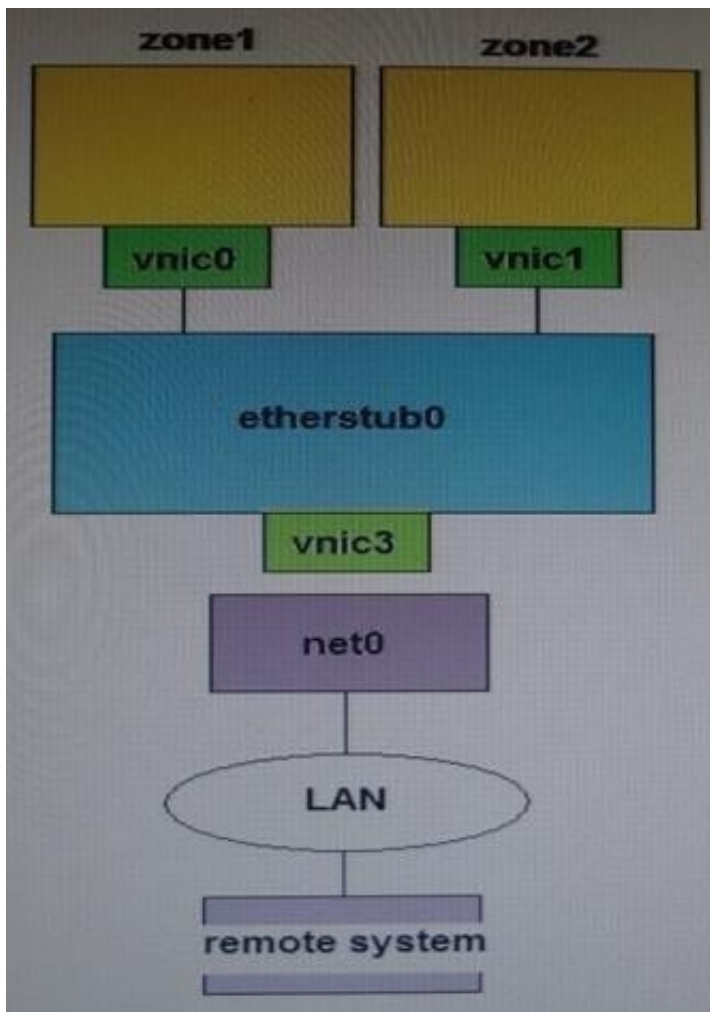 zone1
zone2
vnic0
vnic1
etherstub0
vnic3
net0
LAN
remote system